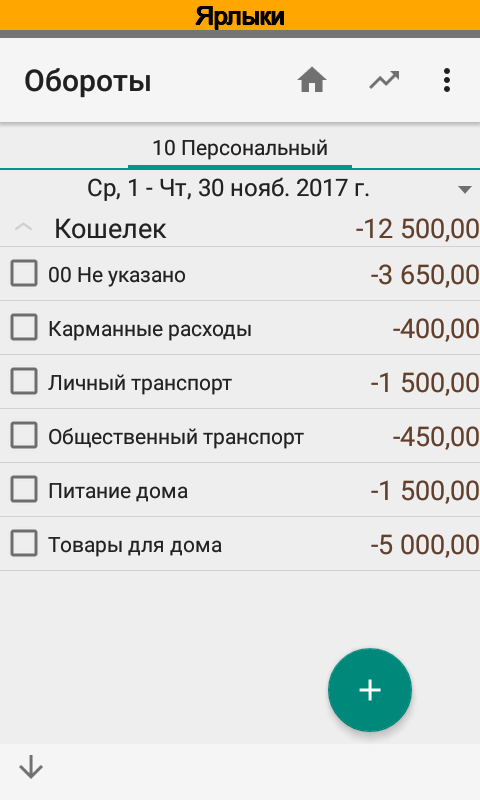 Ярлыки
Обороты
10 Персональный
Ср, 1 - Чт, 30 нояб. 2017 г.
Кошелек -12 500,00
00 Не указано -3 650,00
Карманные расходы -400,00
Личный транспорт -1 500,00
Общественный транспорт -450,00
Питание дома -1 500,00
Товары для дома -5 000,00